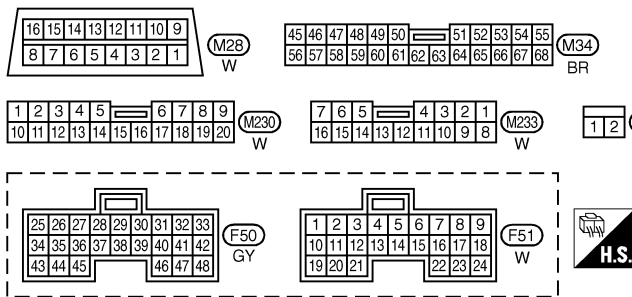 16 15 14 13 12 11 10 9
8 7 6 5 4 3 2 1
M28
W
45 46 47 48 49 50 51 52 53 54 55
56 57 58 59 60 61 62 63 64 65 66 67 68
M34
BR
1 2 3 4 5 6 7 8 9
10 11 12 13 14 15 16 17 18 19 20
M230
W
7 6 5 4 3 2 1
16 15 14 13 12 11 10 9 8
M233
W
1 2
25 26 27 28 29 30 31 32 33
34 35 36 37 38 39 40 41 42
43 44 45 46 47 48
F50
GY
1 2 3 4 5 6 7 8 9
10 11 12 13 14 15 16 17 18
19 20 21 22 23 24
F51
W
H.S.